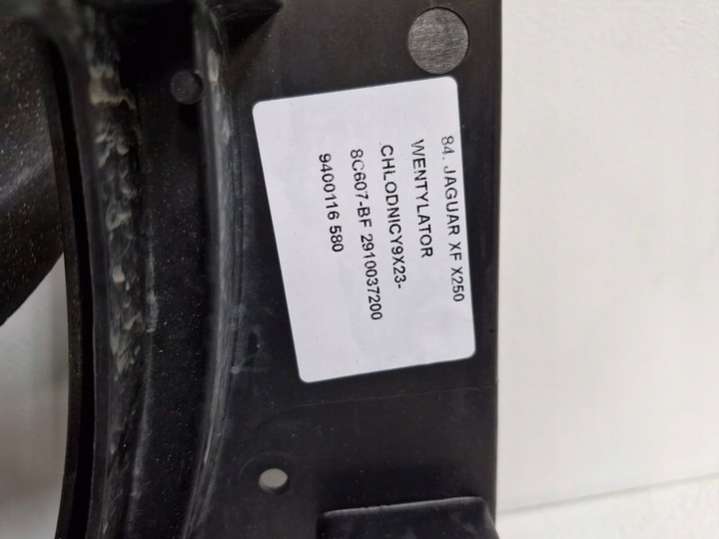 84. JAGUAR XF X250
WENTYLATOR
CHLODNICY9X23-
8C607-BF 2910037200
9400116 580